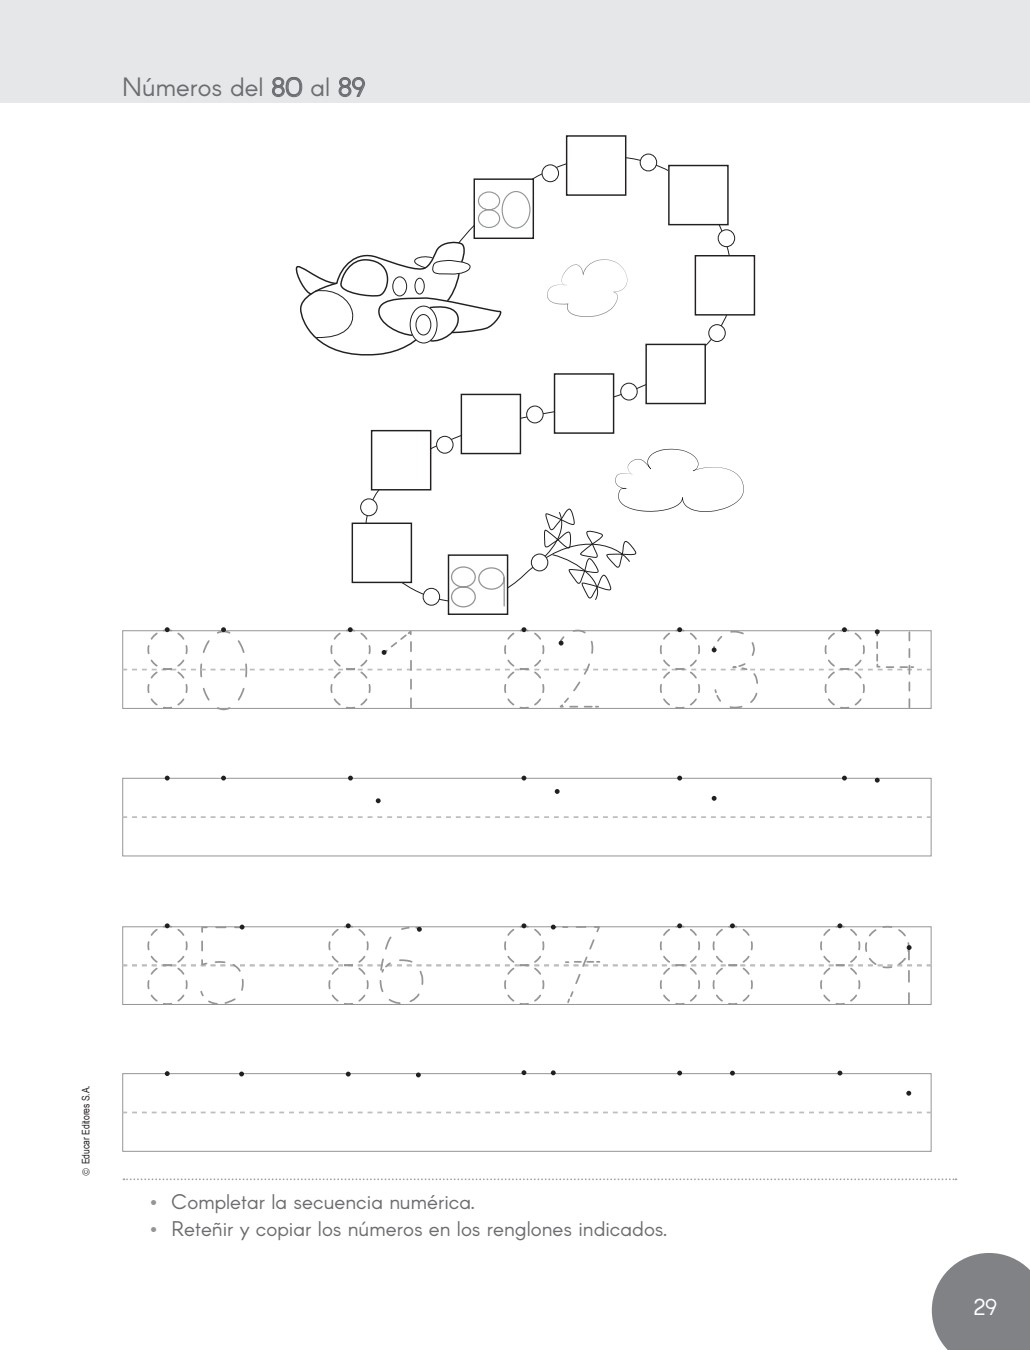 Números del 80 al 89
80
89
80 81 82 83 84
85 86 87 88 89
© Educar Editores S.A.
• Completar la secuencia numérica.
• Reteñir y copiar los números en los renglones indicados.
29